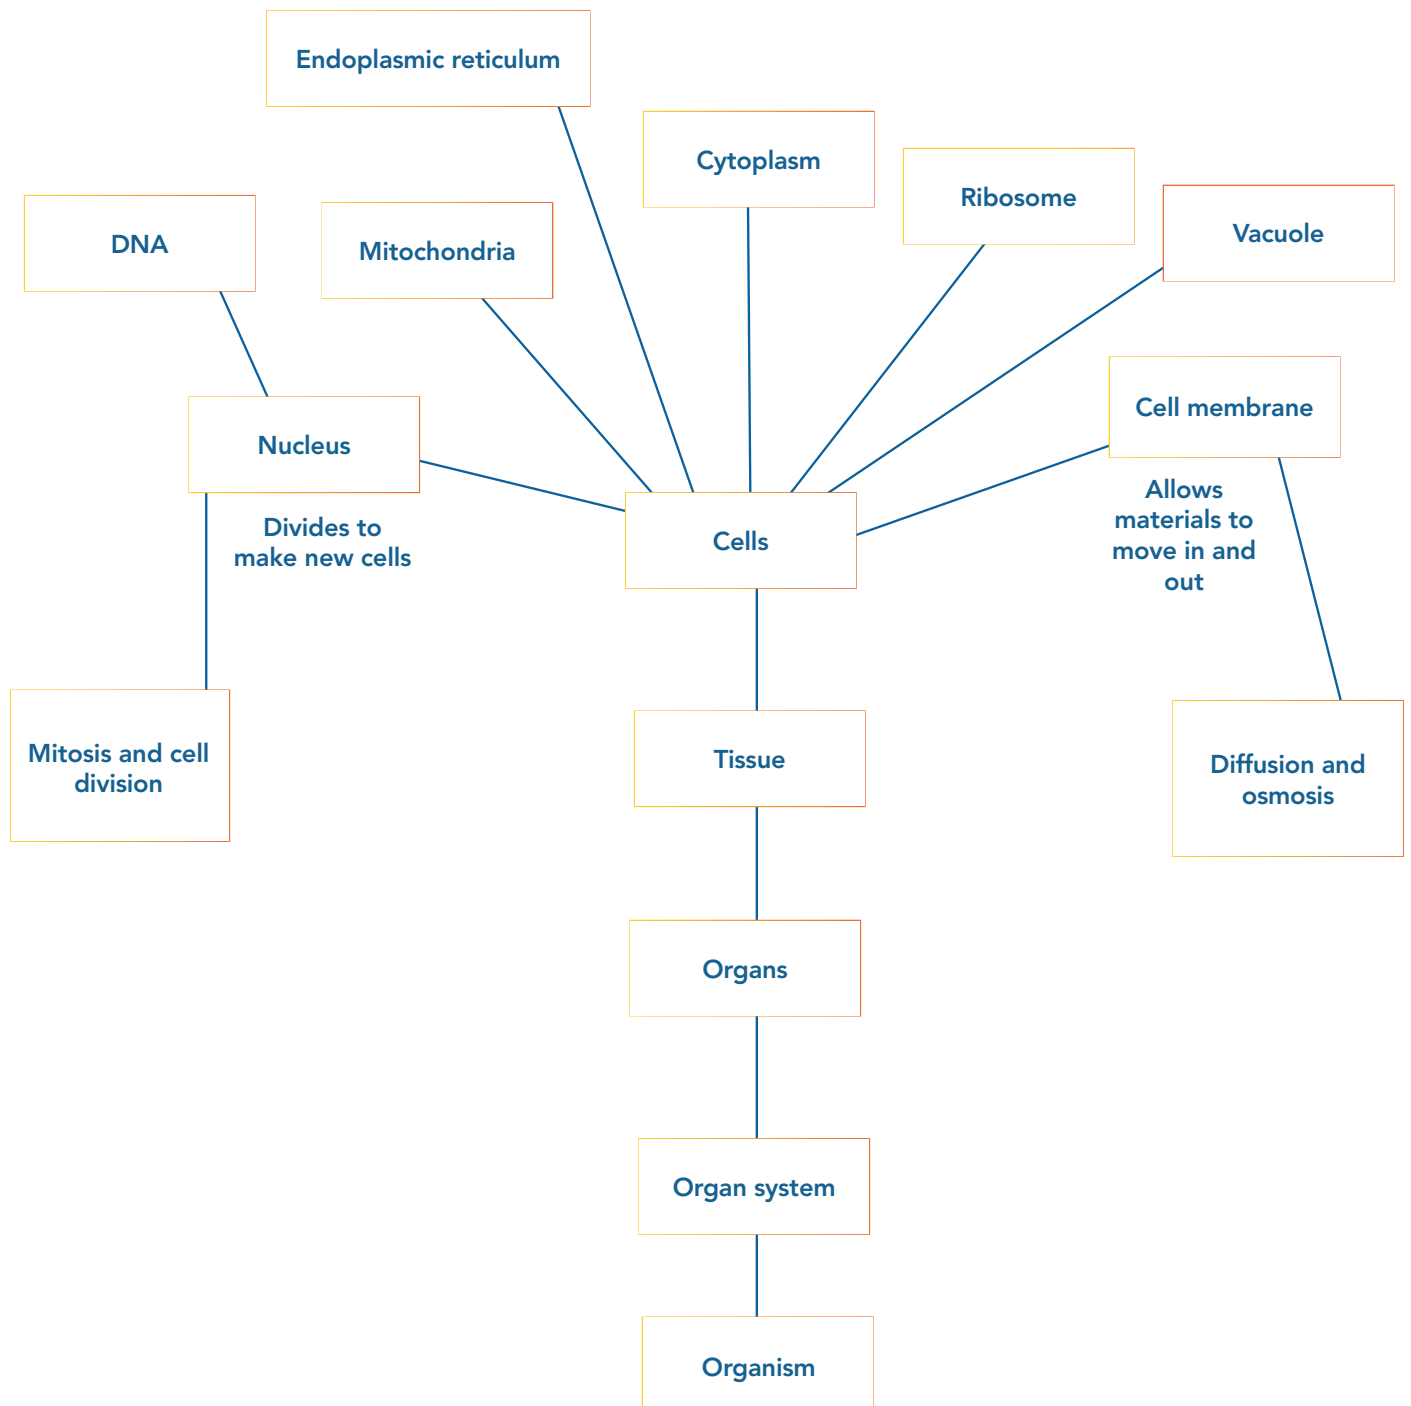 Endoplasmic reticulum
Cytoplasm
Ribosome
Vacuole
DNA
Mitochondria
Cell membrane
Nucleus
Allows
materials to
move in and
out
Divides to
make new cells
Cells
Mitosis and cell
division
Tissue
Diffusion and
osmosis
Organs
Organ system
Organism